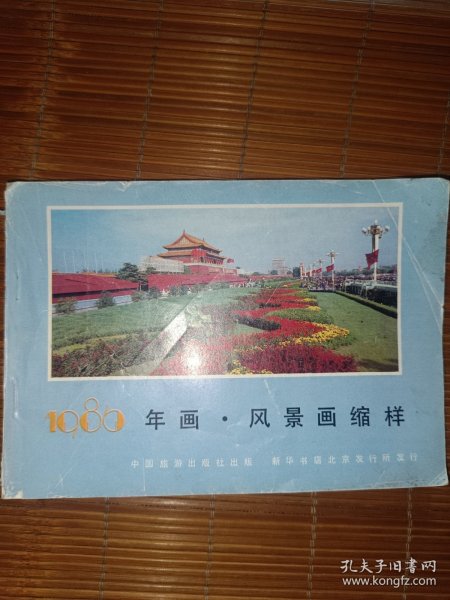 1980 年画·风景画缩样
中国旅游出版社出版 新华书店北京发行所发行
孔夫子旧书网
www.kongfz.com